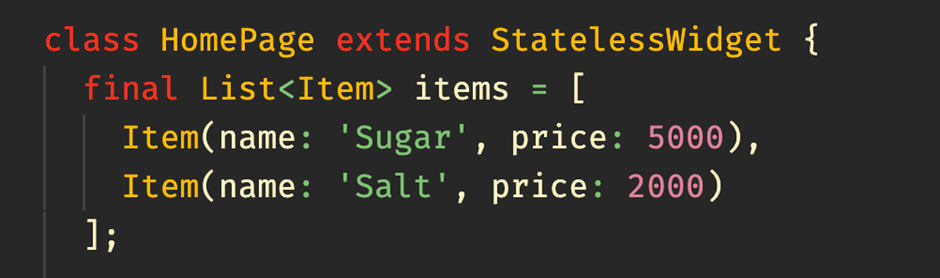 class HomePage extends StatelessWidget {
  final List<Item> items = [
    Item(name: 'Sugar', price: 5000),
    Item(name: 'Salt', price: 2000)
  ];